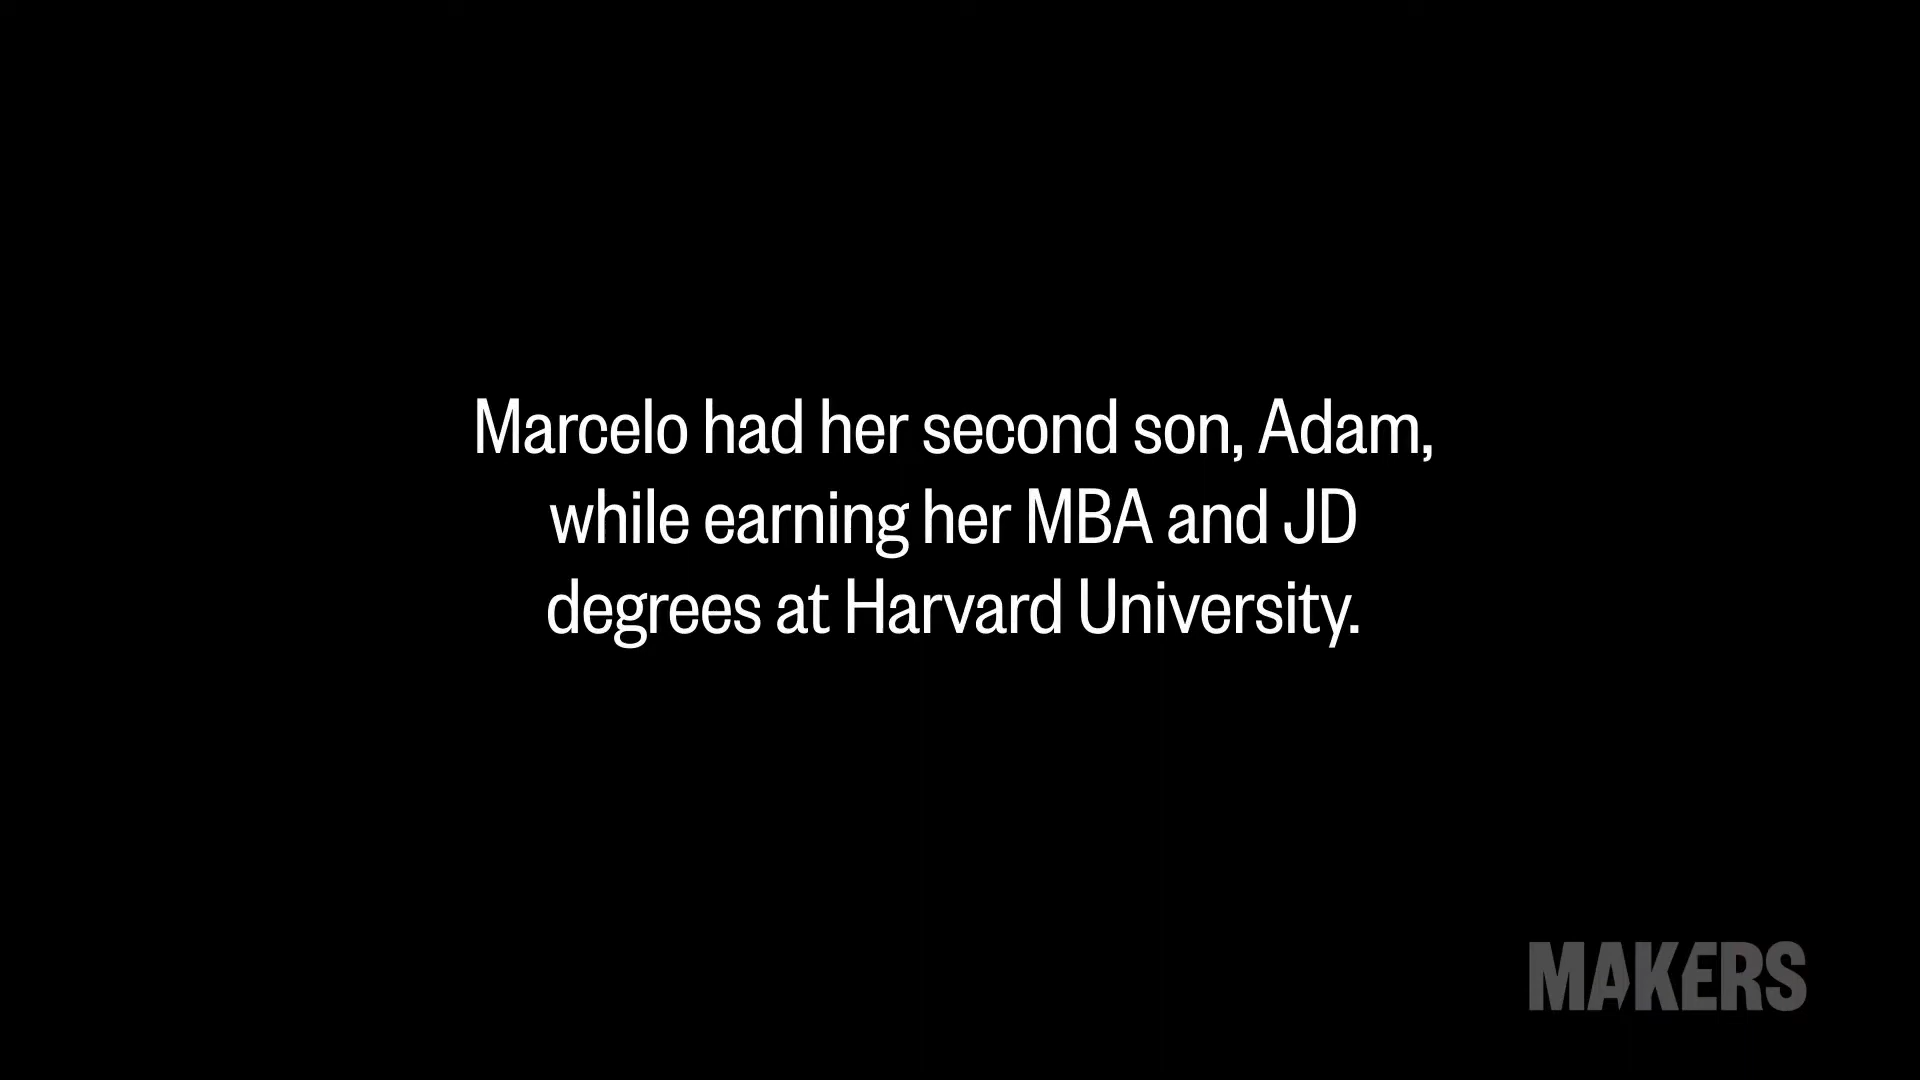 Marcelo had her second son, Adam,
while earning her MBA and JD
degrees at Harvard University.
MAKERS